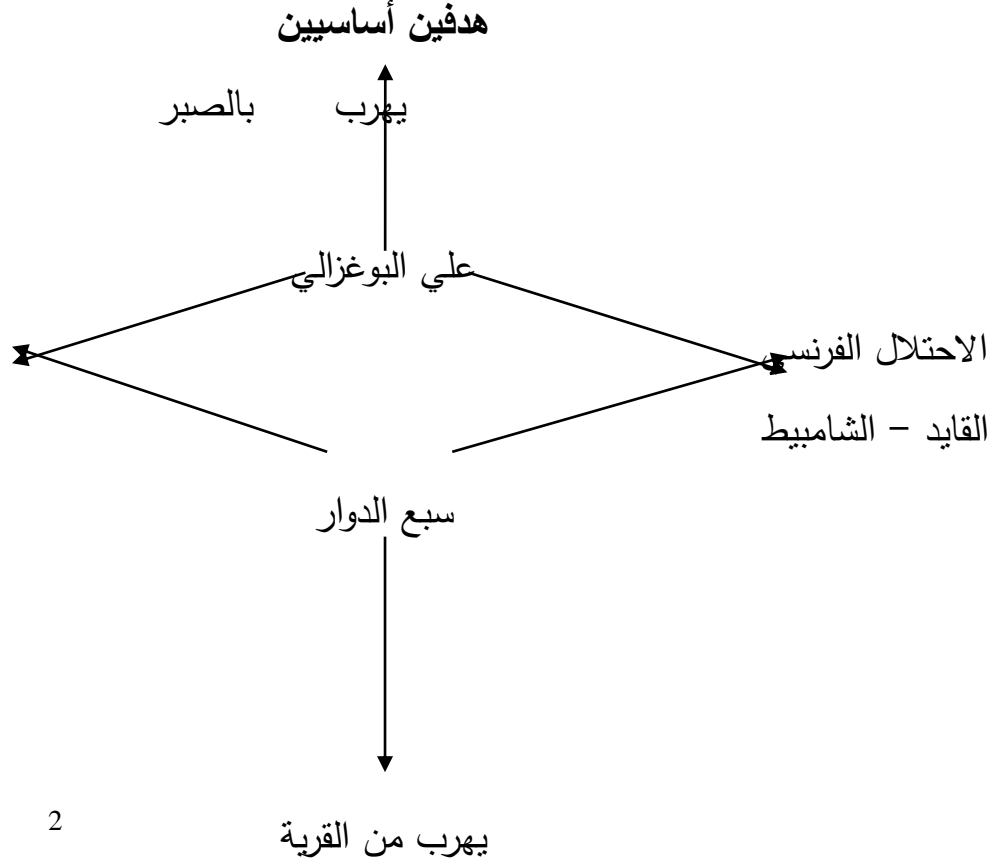 هدفين أساسيين
يهرب بالصبر
علي البوغزالي
الاحتلال الفرنسي
القايد – الشامبيط
سبع الدوار
يهرب من القرية
2